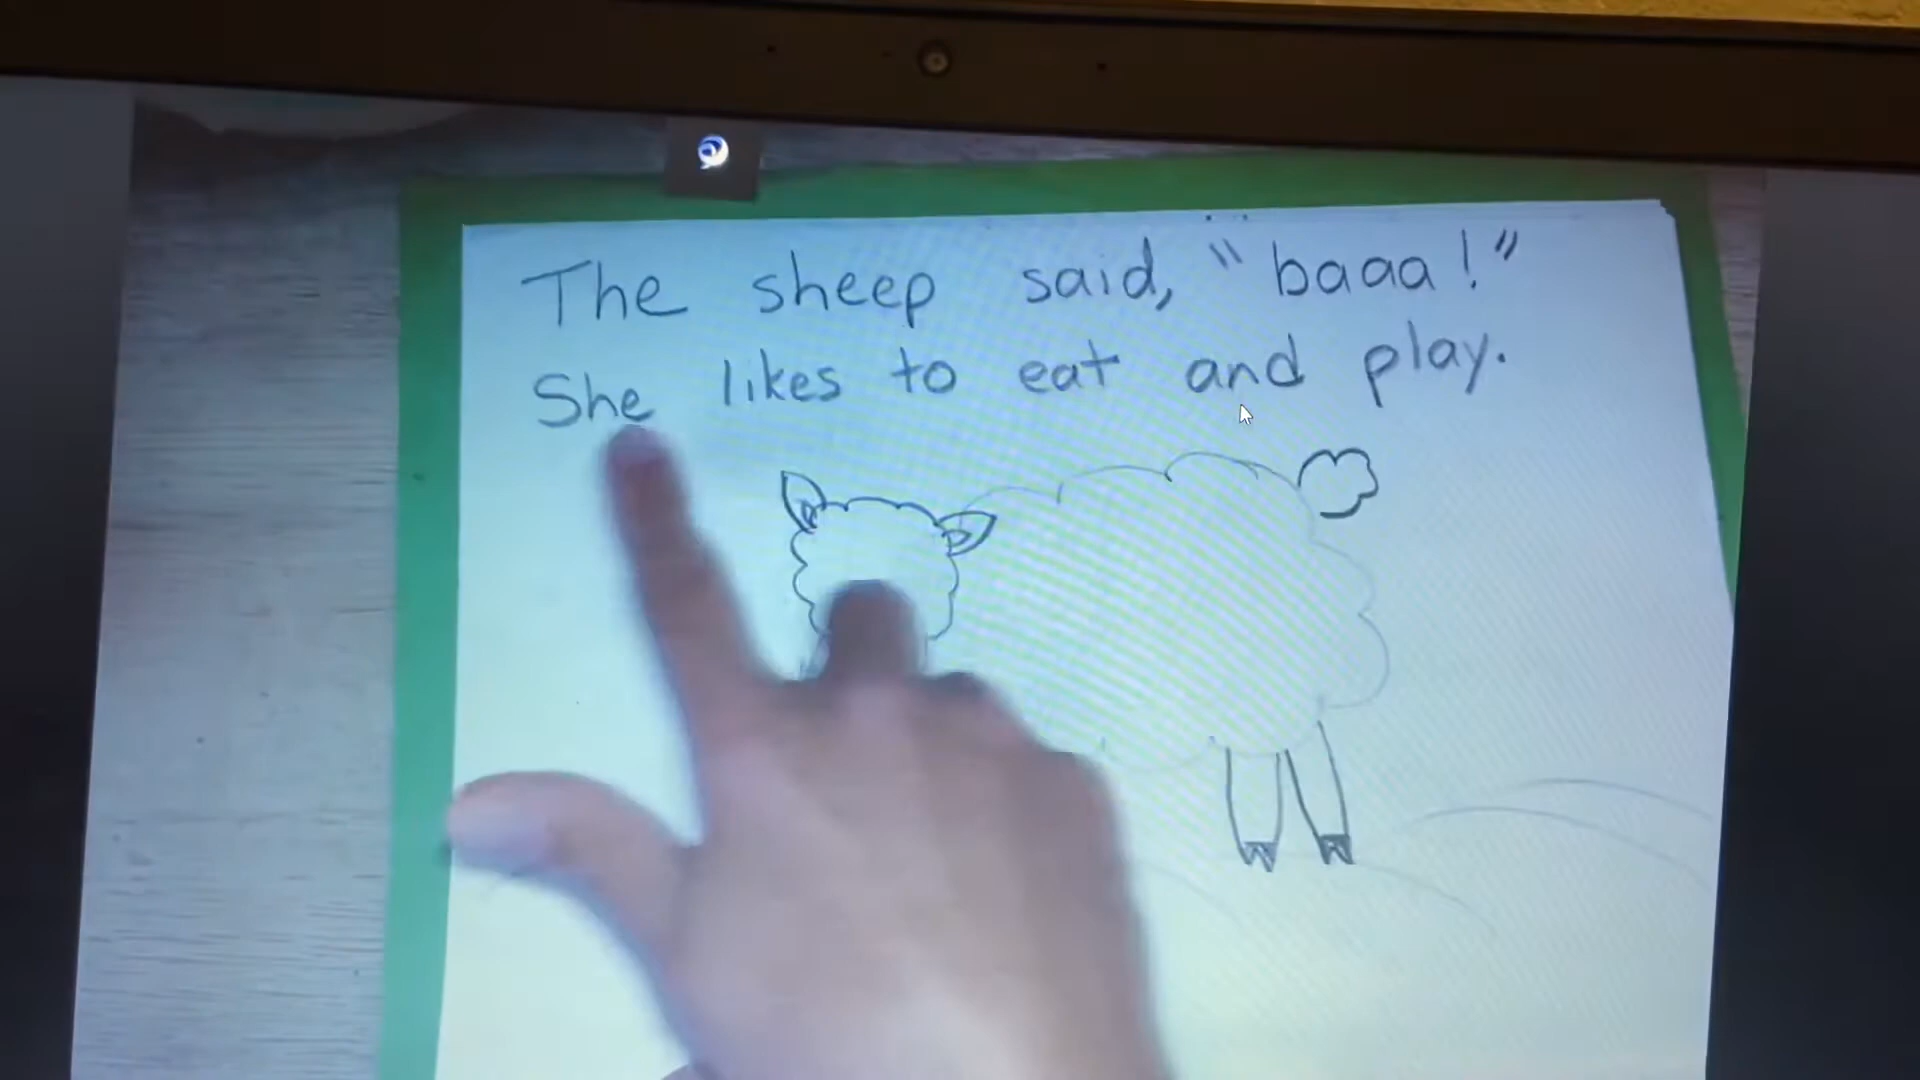 The sheep said, "baaa!"
She likes to eat and play.